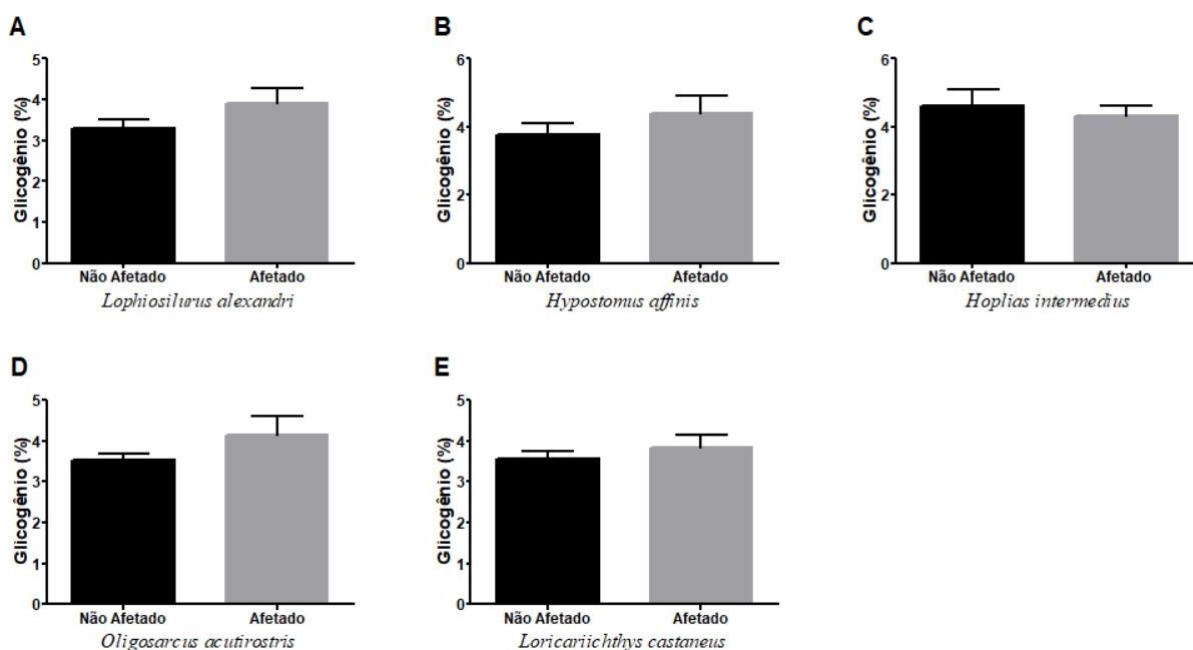 A
Glicogênio (%)
5
4
3
2
1
0
Não Afetado Afetado
Lophiosilurus alexandri
B
Glicogênio (%)
6
4
2
0
Não Afetado Afetado
Hypostomus affinis
C
Glicogênio (%)
6
4
2
0
Não Afetado Afetado
Hoplias intermedius
D
Glicogênio (%)
5
4
3
2
1
0
Não Afetado Afetado
Oligosarcus acutirostris
E
Glicogênio (%)
5
4
3
2
1
0
Não Afetado Afetado
Loricariichthys castaneus